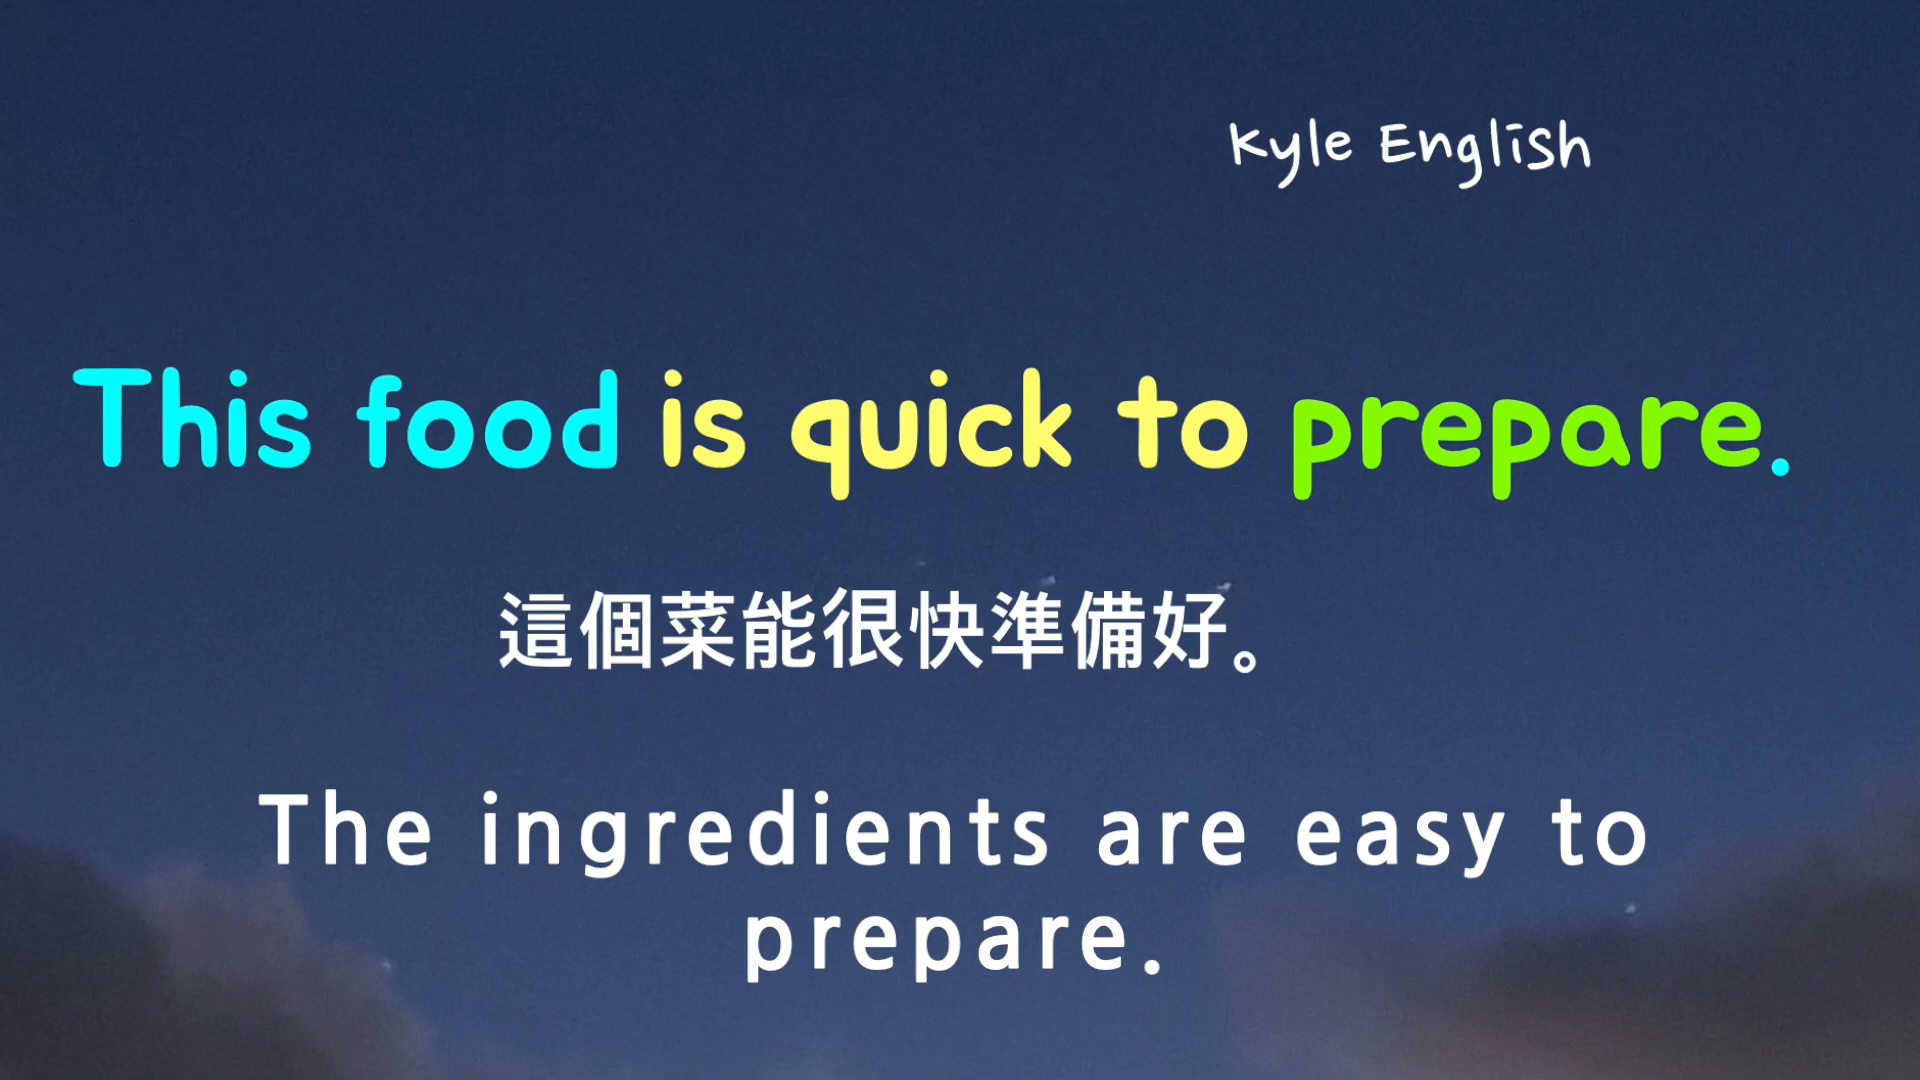 Kyle English
This food is quick to prepare.
這個菜能很快準備好。
The ingredients are easy to
prepare.